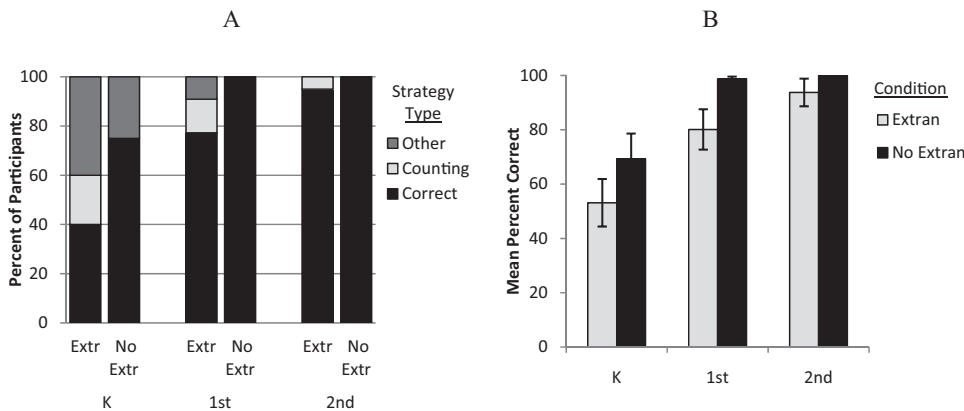 A
Percent of Participants
100
80
60
40
20
0
Extr
No
Extr
Extr
No
Extr
Extr
No
Extr
K
1st
2nd
Strategy
Type
Other
Counting
Correct
B
Mean Percent Correct
100
80
60
40
20
0
K
1st
2nd
Condition
Extran
No Extran